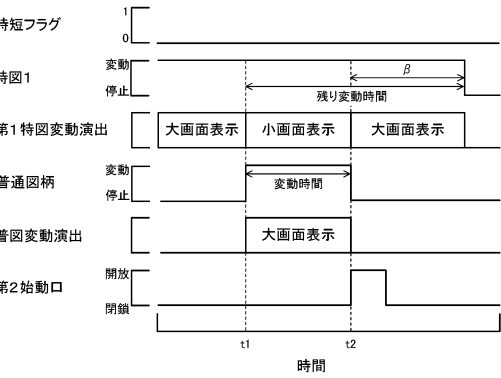 特短フラグ
1
0
特図1
変動
停止
β
残り変動時間
第1特図変動演出
大画面表示
小画面表示
大画面表示
普通図柄
変動
停止
変動時間
普図変動演出
大画面表示
第2始動口
開放
閉鎖
t1
t2
時間